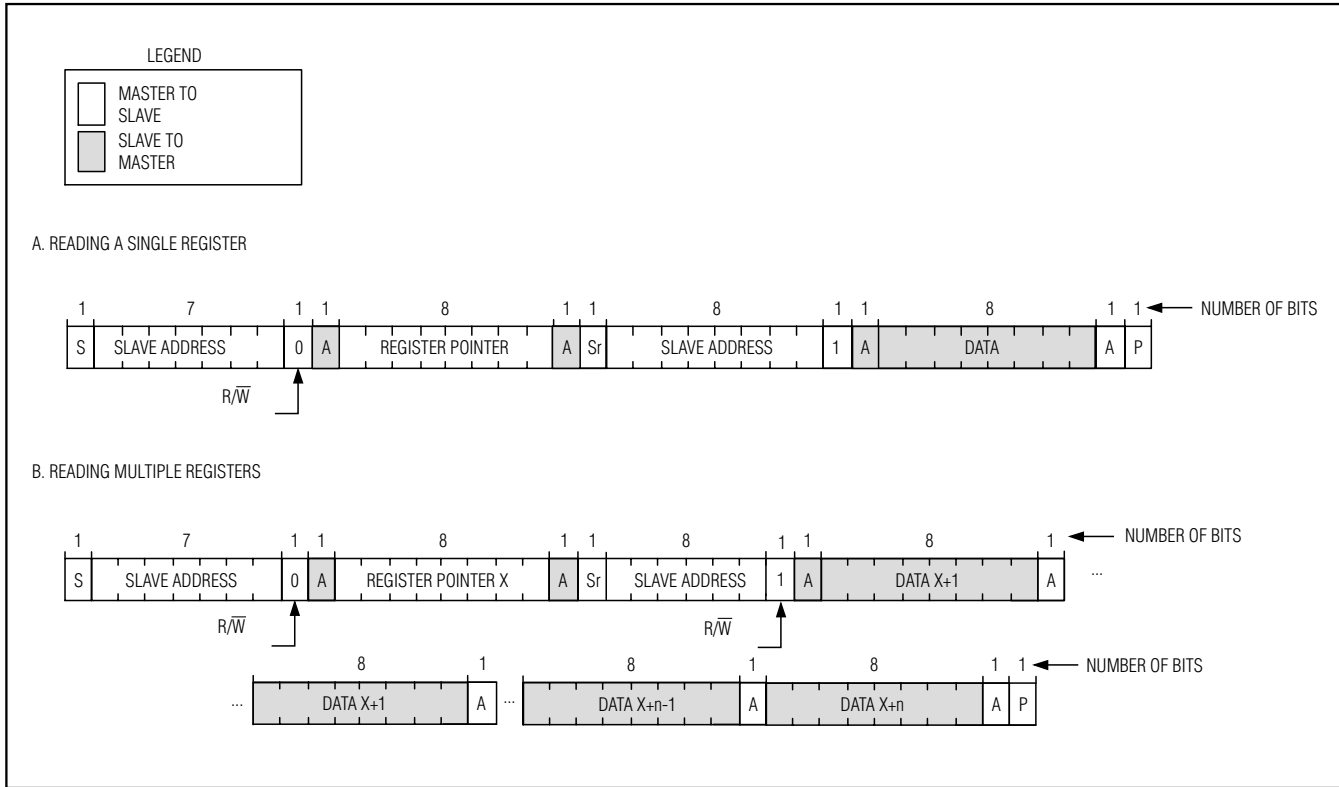 LEGEND
MASTER TO
SLAVE
SLAVE TO
MASTER
A. READING A SINGLE REGISTER
1 7 1 1 8 1 1 8 1 1 8 1 1 NUMBER OF BITS
S SLAVE ADDRESS 0 A REGISTER POINTER A Sr SLAVE ADDRESS 1 A DATA A P
R/W̅
B. READING MULTIPLE REGISTERS
1 7 1 1 8 1 1 8 1 1 8 1 NUMBER OF BITS
S SLAVE ADDRESS 0 A REGISTER POINTER X A Sr SLAVE ADDRESS 1 A DATA X+1 A ...
R/W̅ R/W̅
8 1 8 1 8 1 1 NUMBER OF BITS
... DATA X+1 A ... DATA X+n-1 A DATA X+n A P